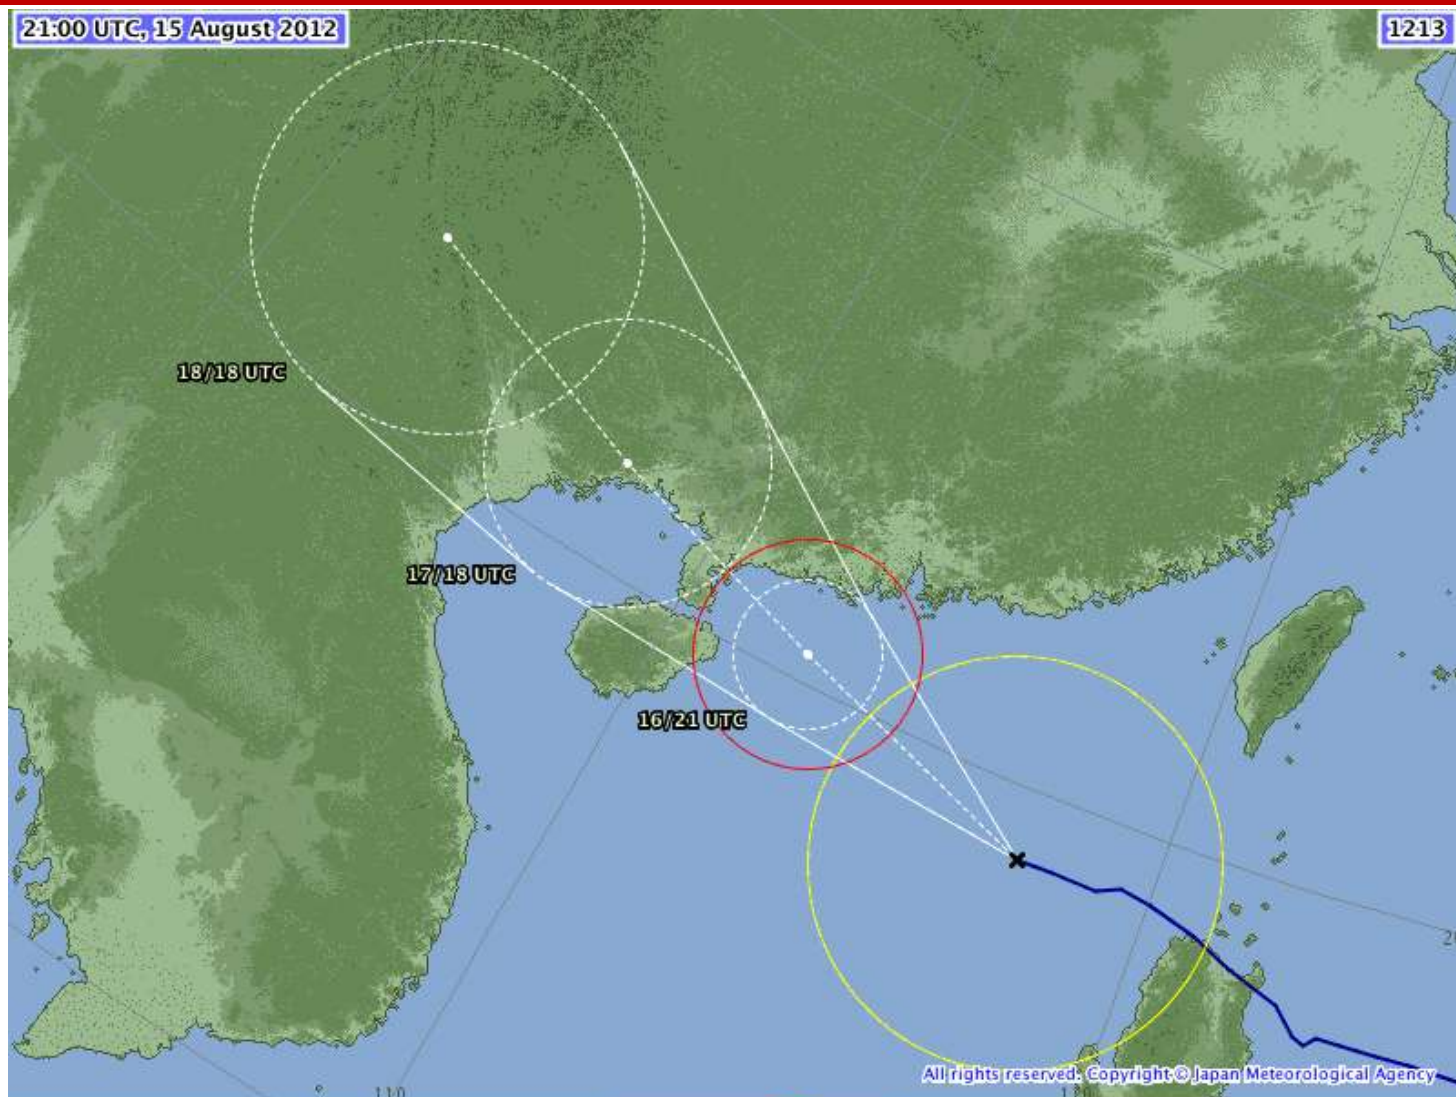 21:00 UTC, 15 August 2012
1213
18/18 UTC
17/18 UTC
16/21 UTC
110
All rights reserved. Copyright © Japan Meteorological Agency